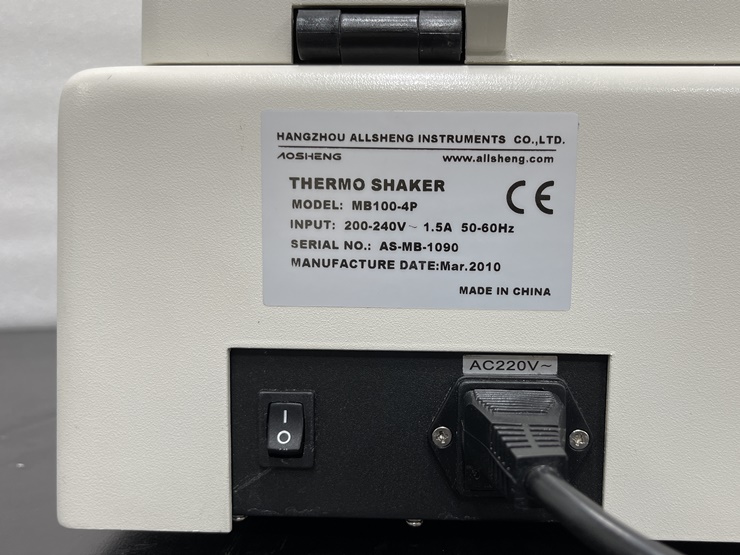 HANGZHOU ALLSHENG INSTRUMENTS CO.,LTD.
AOSHENG www.allsheng.com
THERMO SHAKER
CE
MODEL: MB100-4P
INPUT: 200-240V~ 1.5A 50-60Hz
SERIAL NO.: AS-MB-1090
MANUFACTURE DATE:Mar.2010
MADE IN CHINA
AC220V~
I
O